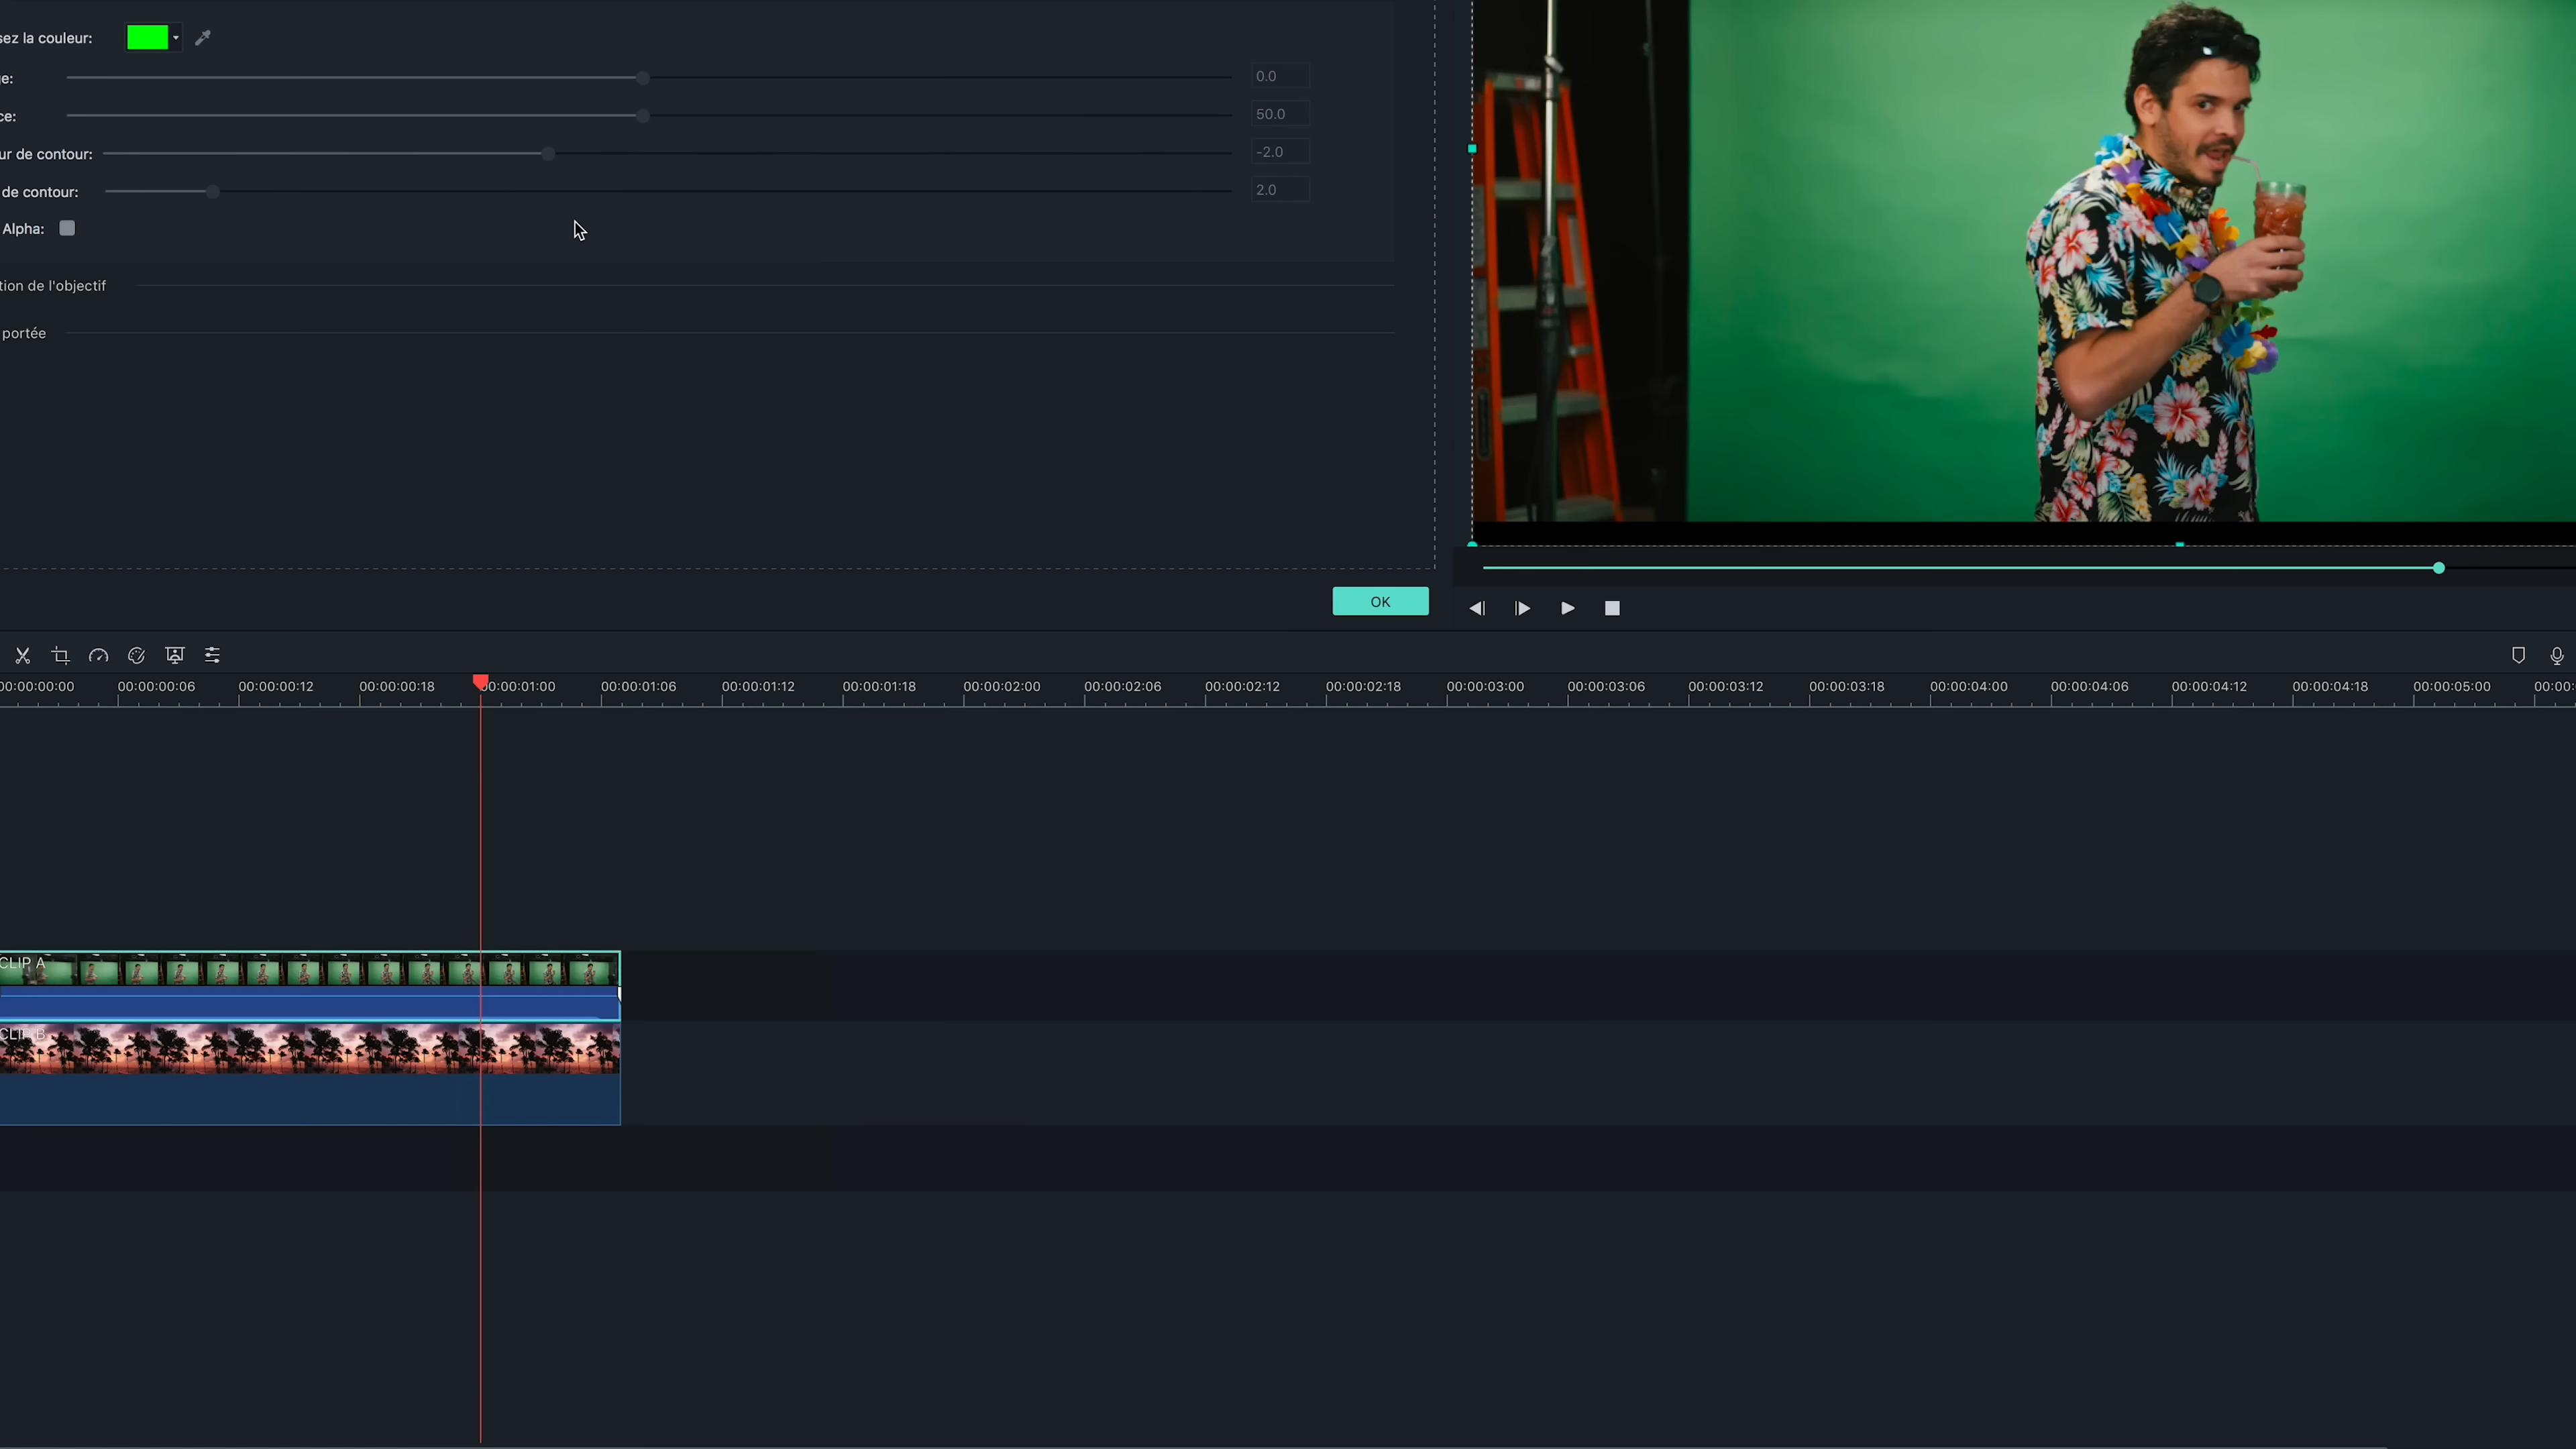 sez la couleur:
ge: 0.0
ce: 50.0
ur de contour: -2.0
de contour: 2.0
Alpha:
tion de l'objectif
portée
OK
00:00:00:00 00:00:00:06 00:00:00:12 00:00:00:18 00:00:01:00 00:00:01:06 00:00:01:12 00:00:01:18 00:00:02:00 00:00:02:06 00:00:02:12 00:00:02:18 00:00:03:00 00:00:03:06 00:00:03:12 00:00:03:18 00:00:04:00 00:00:04:06 00:00:04:12 00:00:04:18 00:00:05:00 00:00:
CLIP A
CLIP B